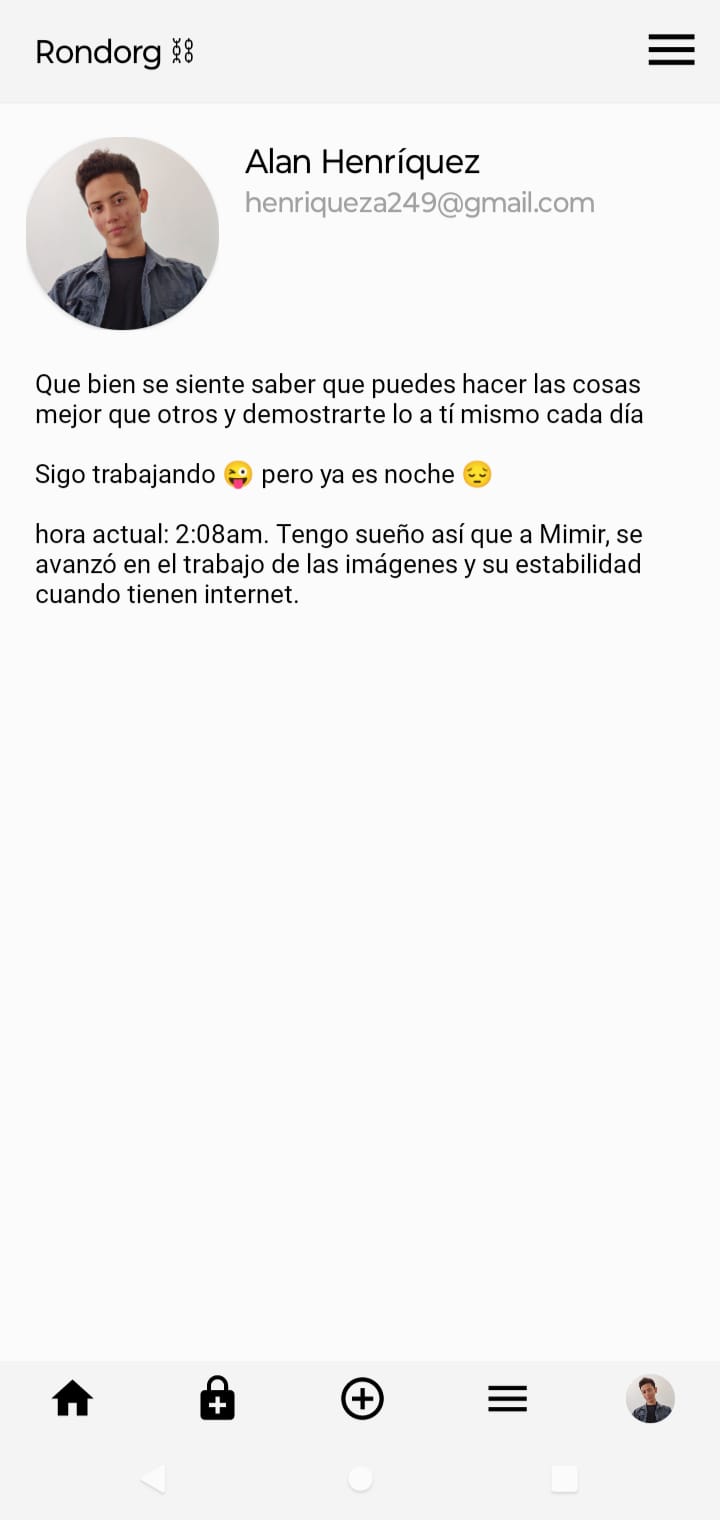 Rondorg ⛓
Alan Henríquez
henriqueza249@gmail.com
Que bien se siente saber que puedes hacer las cosas
mejor que otros y demostrarte lo a tí mismo cada día
Sigo trabajando 😜 pero ya es noche 😔
hora actual: 2:08am. Tengo sueño así que a Mimir, se
avanzó en el trabajo de las imágenes y su estabilidad
cuando tienen internet.